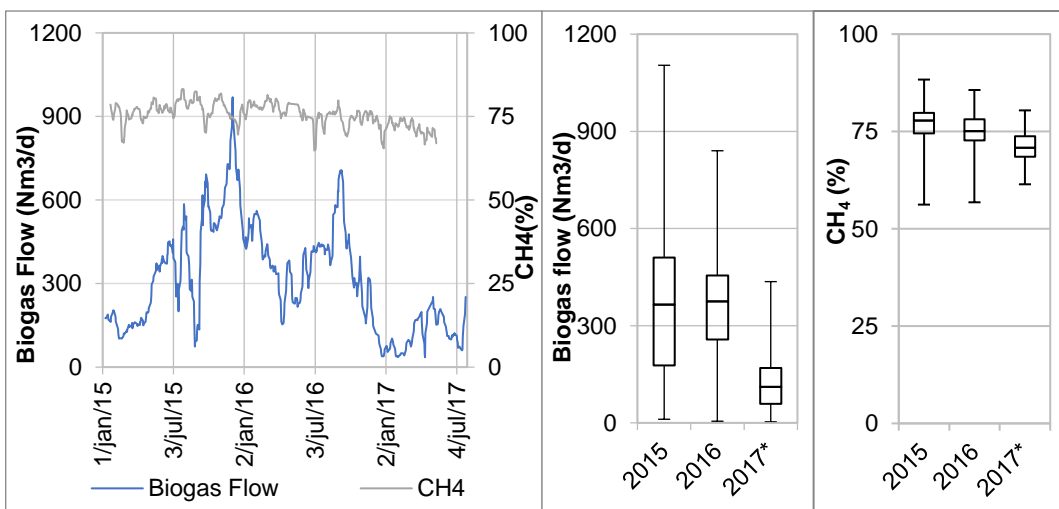 1200
900
600
300
0
Biogas Flow (Nm3/d)
100
75
50
25
0
CH4(%)
1/jan/15
3/jul/15
2/jan/16
3/jul/16
2/jan/17
4/jul/17
Biogas Flow
CH4
1200
900
600
300
0
Biogas flow (Nm3/d)
2015
2016
2017*
100
75
50
25
0
CH₄ (%)
2015
2016
2017*